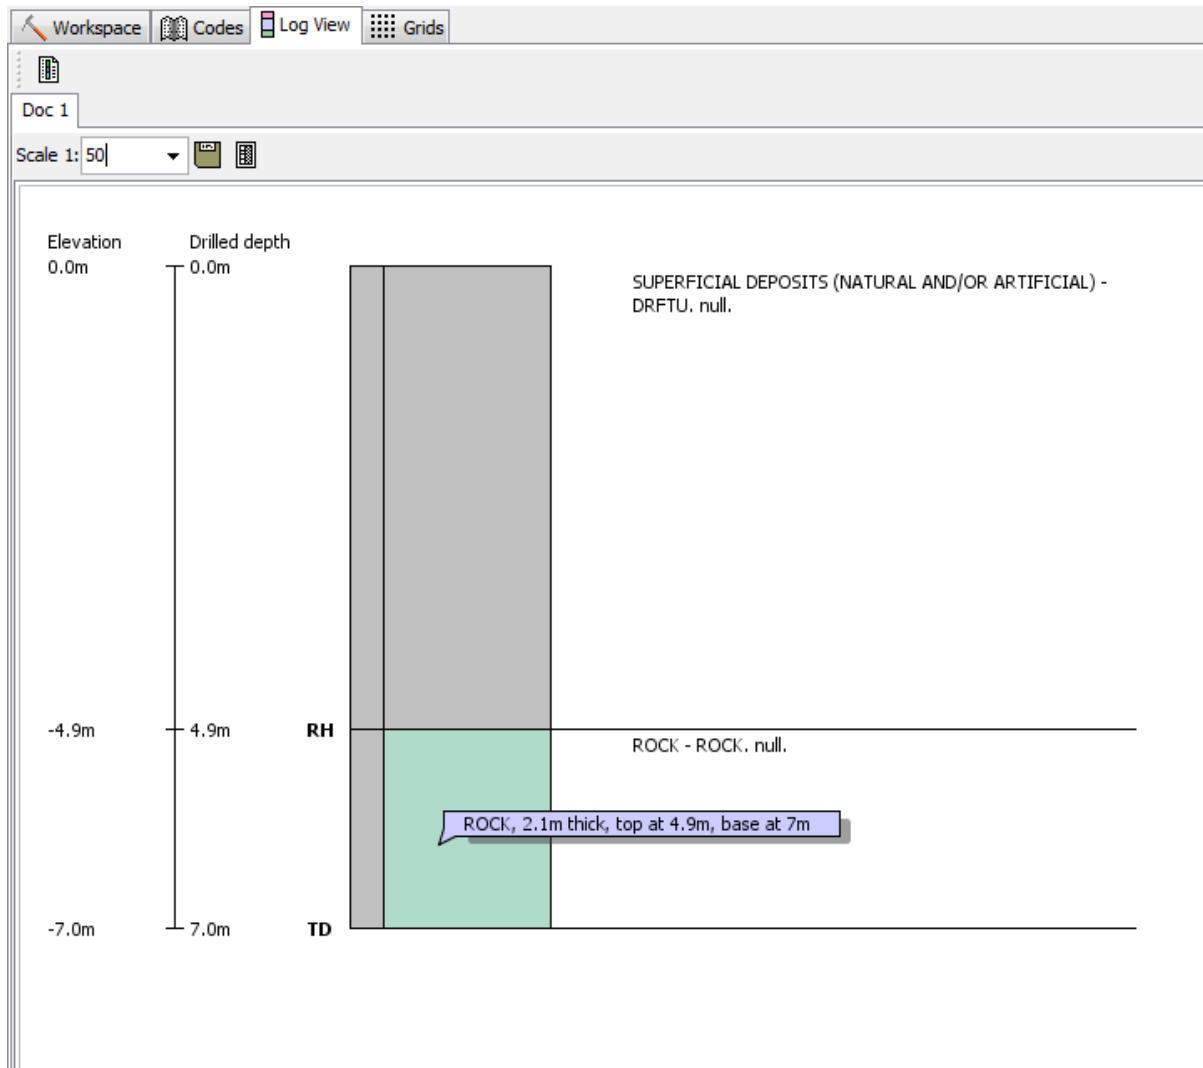 Workspace Codes Log View Grids
Doc 1
Scale 1: 50
Elevation Drilled depth
0.0m 0.0m
SUPERFICIAL DEPOSITS (NATURAL AND/OR ARTIFICIAL) -
DRFTU. null.
-4.9m 4.9m RH
ROCK - ROCK. null.
ROCK, 2.1m thick, top at 4.9m, base at 7m
-7.0m 7.0m TD